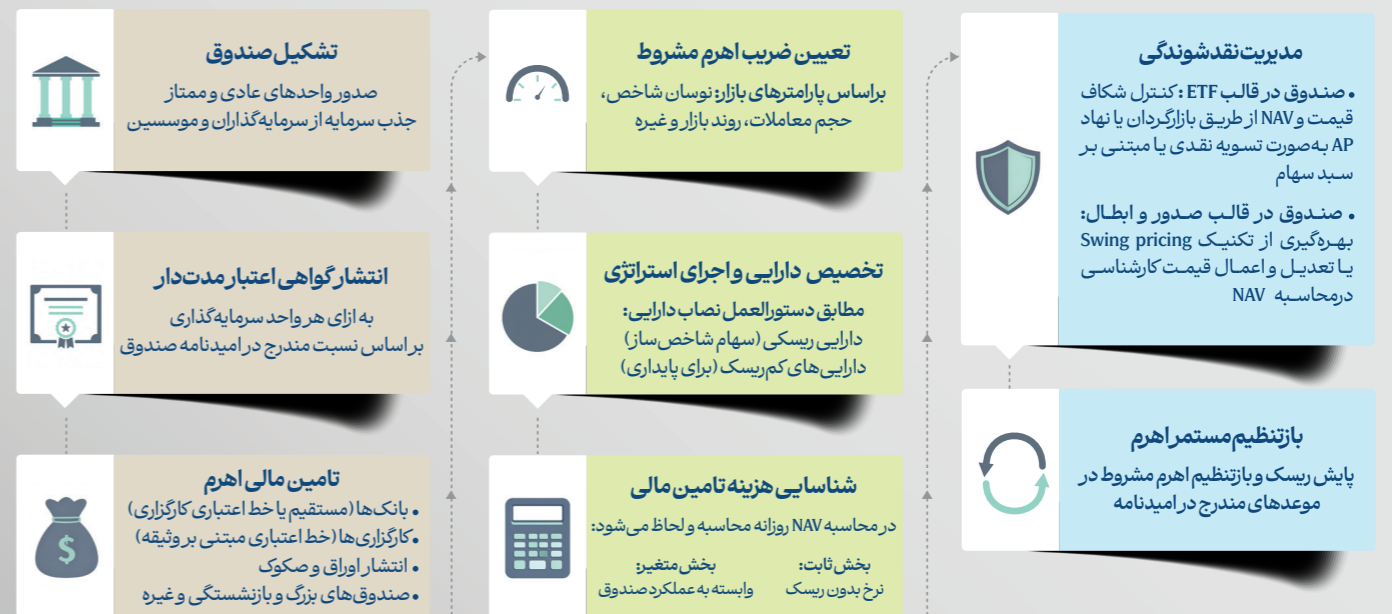 تشکیل صندوق
صدور واحدهای عادی و ممتاز
جذب سرمایه از سرمایه‌گذاران و موسسین
انتشار گواهی اعتبار مدت‌دار
به ازای هر واحد سرمایه‌گذاری
بر اساس نسبت مندرج در امیدنامه صندوق
تامین مالی اهرم
• بانک‌ها (مستقیم یا خط اعتباری کارگزاری)
• کارگزاری‌ها (خط اعتباری مبتنی بر وثیقه)
• انتشار اوراق و صکوک
• صندوق‌های بزرگ و بازنشستگی و غیره
$
تعیین ضریب اهرم مشروط
براساس پارامترهای بازار: نوسان شاخص،
حجم معاملات، روند بازار و غیره
تخصیص دارایی و اجرای استراتژی
مطابق دستورالعمل نصاب دارایی:
دارایی ریسکی (سهام شاخص‌ساز)
دارایی‌های کم‌ریسک (برای پایداری)
شناسایی هزینه تامین مالی
در محاسبه NAV روزانه محاسبه و لحاظ می‌شود:
بخش ثابت: بخش متغیر:
نرخ بدون ریسک وابسته به عملکرد صندوق
مدیریت نقدشوندگی
• صندوق در قالب ETF: کنترل شکاف
قیمت و NAV از طریق بازارگردان یا نهاد
AP به‌صورت تسویه نقدی یا مبتنی بر
سبد سهام
• صندوق در قالب صدور و ابطال:
بهره‌گیری از تکنیک Swing pricing
یا تعدیل و اعمال قیمت کارشناسی
درمحاسبه NAV
بازتنظیم مستمر اهرم
پایش ریسک و بازتنظیم اهرم مشروط در
موعدهای مندرج در امیدنامه